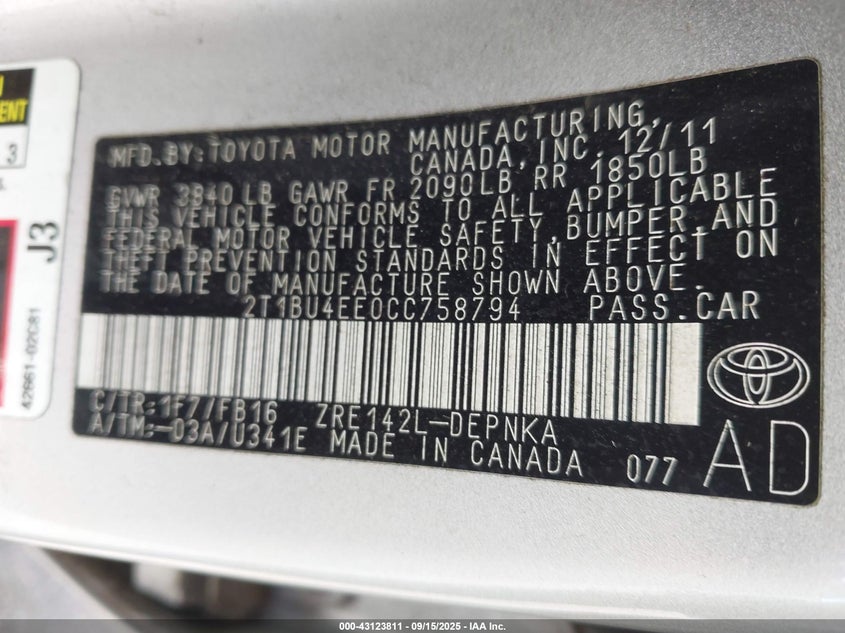 MFD.BY:TOYOTA MOTOR MANUFACTURING,
CANADA,INC. 12/11
GVWR 3840 LB GAWR FR 2090LB RR 1850LB
THIS VEHICLE CONFORMS TO ALL APPLICABLE
FEDERAL MOTOR VEHICLE SAFETY,BUMPER,AND
THEFT PREVENTION STANDARDS IN EFFECT ON
THE DATE OF MANUFACTURE SHOWN ABOVE.
2T1BU4EE0CC758794 PASS.CAR
C/TR:1F7/FB16 ZRE142L-DEPNKA
A/TM:-03A/U341E MADE IN CANADA 077 AD
3
J3
42661-02C81
000-43123811 - 09/15/2025 - IAA Inc.